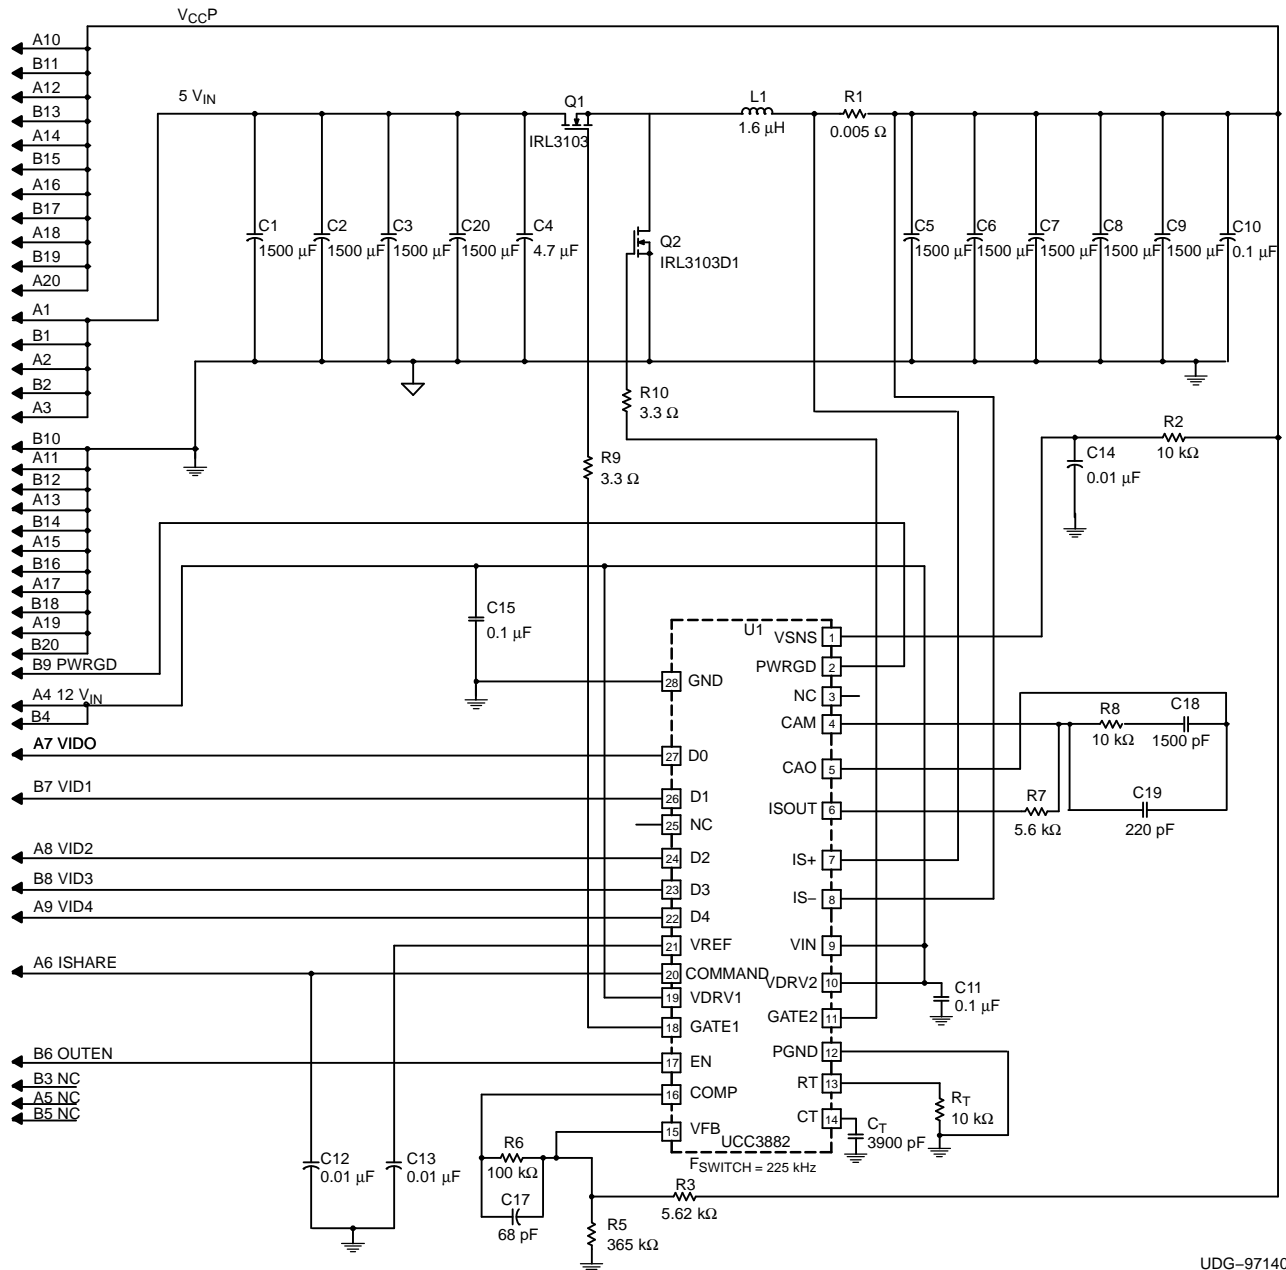 VCCP
A10
B11
A12
B13
A14
B15
A16
B17
A18
B19
A20
A1
B1
A2
B2
A3
B10
A11
B12
A13
B14
A15
B16
A17
B18
A19
B20
B9 PWRGD
A4 12 VIN
B4
A7 VIDO
B7 VID1
A8 VID2
B8 VID3
A9 VID4
A6 ISHARE
B6 OUTEN
B3 NC
A5 NC
B5 NC
5 VIN
Q1
IRL3103
L1
1.6 μH
R1
0.005 Ω
C1
1500 μF
C2
1500 μF
C3
1500 μF
C20
1500 μF
C4
4.7 μF
Q2
IRL3103D1
C5
1500 μF
C6
1500 μF
C7
1500 μF
C8
1500 μF
C9
1500 μF
C10
0.1 μF
R10
3.3 Ω
R9
3.3 Ω
R2
10 kΩ
C14
0.01 μF
C15
0.1 μF
U1
28 GND
27 D0
26 D1
25 NC
24 D2
23 D3
22 D4
21 VREF
20 COMMAND
19 VDRV1
18 GATE1
17 EN
16 COMP
15 VFB
VSNS 1
PWRGD 2
NC 3
CAM 4
CAO 5
ISOUT 6
IS+ 7
IS– 8
VIN 9
VDRV2 10
GATE2 11
PGND 12
RT 13
CT 14
UCC3882
FSWITCH = 225 kHz
R8
10 kΩ
C18
1500 pF
C19
220 pF
R7
5.6 kΩ
C11
0.1 μF
RT
10 kΩ
CT
3900 pF
C12
0.01 μF
C13
0.01 μF
R6
100 kΩ
C17
68 pF
R3
5.62 kΩ
R5
365 kΩ
UDG–97140